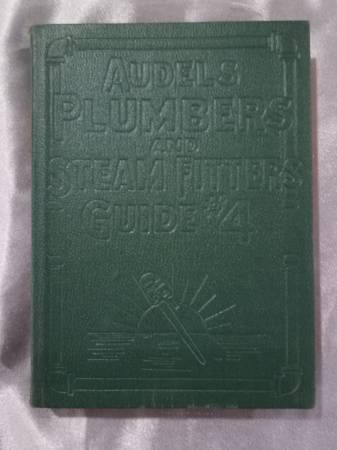 AUDELS
PLUMBERS
AND
STEAM FITTERS
GUIDE #4